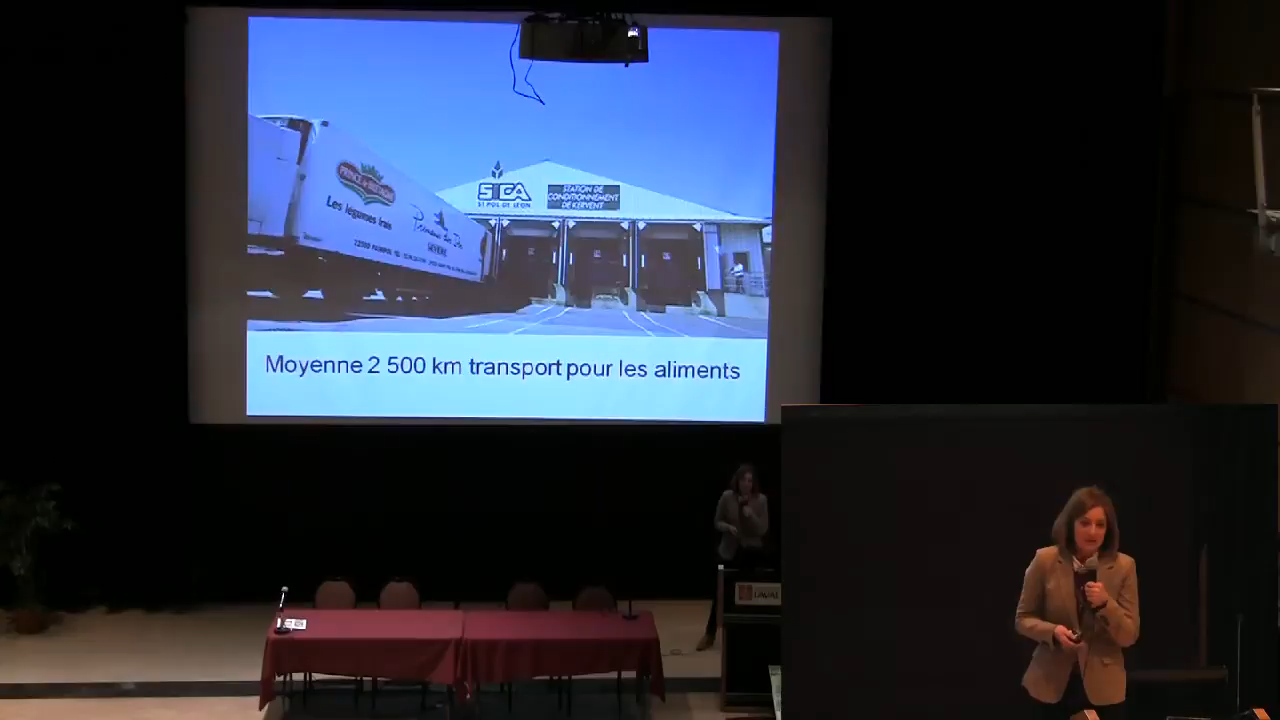 PRINCE DE BRETAGNE
Les légumes frais
SICA
ST POL DE LEON
STATION DE
CONDITIONNEMENT
DE KERVENT
Moyenne 2 500 km transport pour les aliments
LAVAL